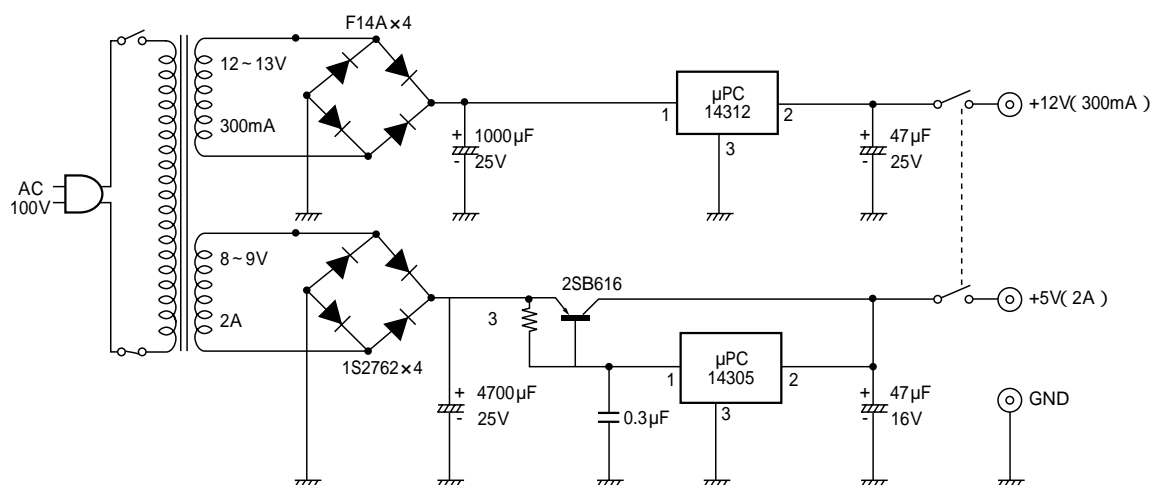 F14A×4
12~13V
300mA
1000μF
25V
μPC
14312
1
2
3
47μF
25V
+12V( 300mA )
AC
100V
8~9V
2A
1S2762×4
4700μF
25V
3
2SB616
0.3μF
μPC
14305
1
2
3
47μF
16V
+5V( 2A )
GND